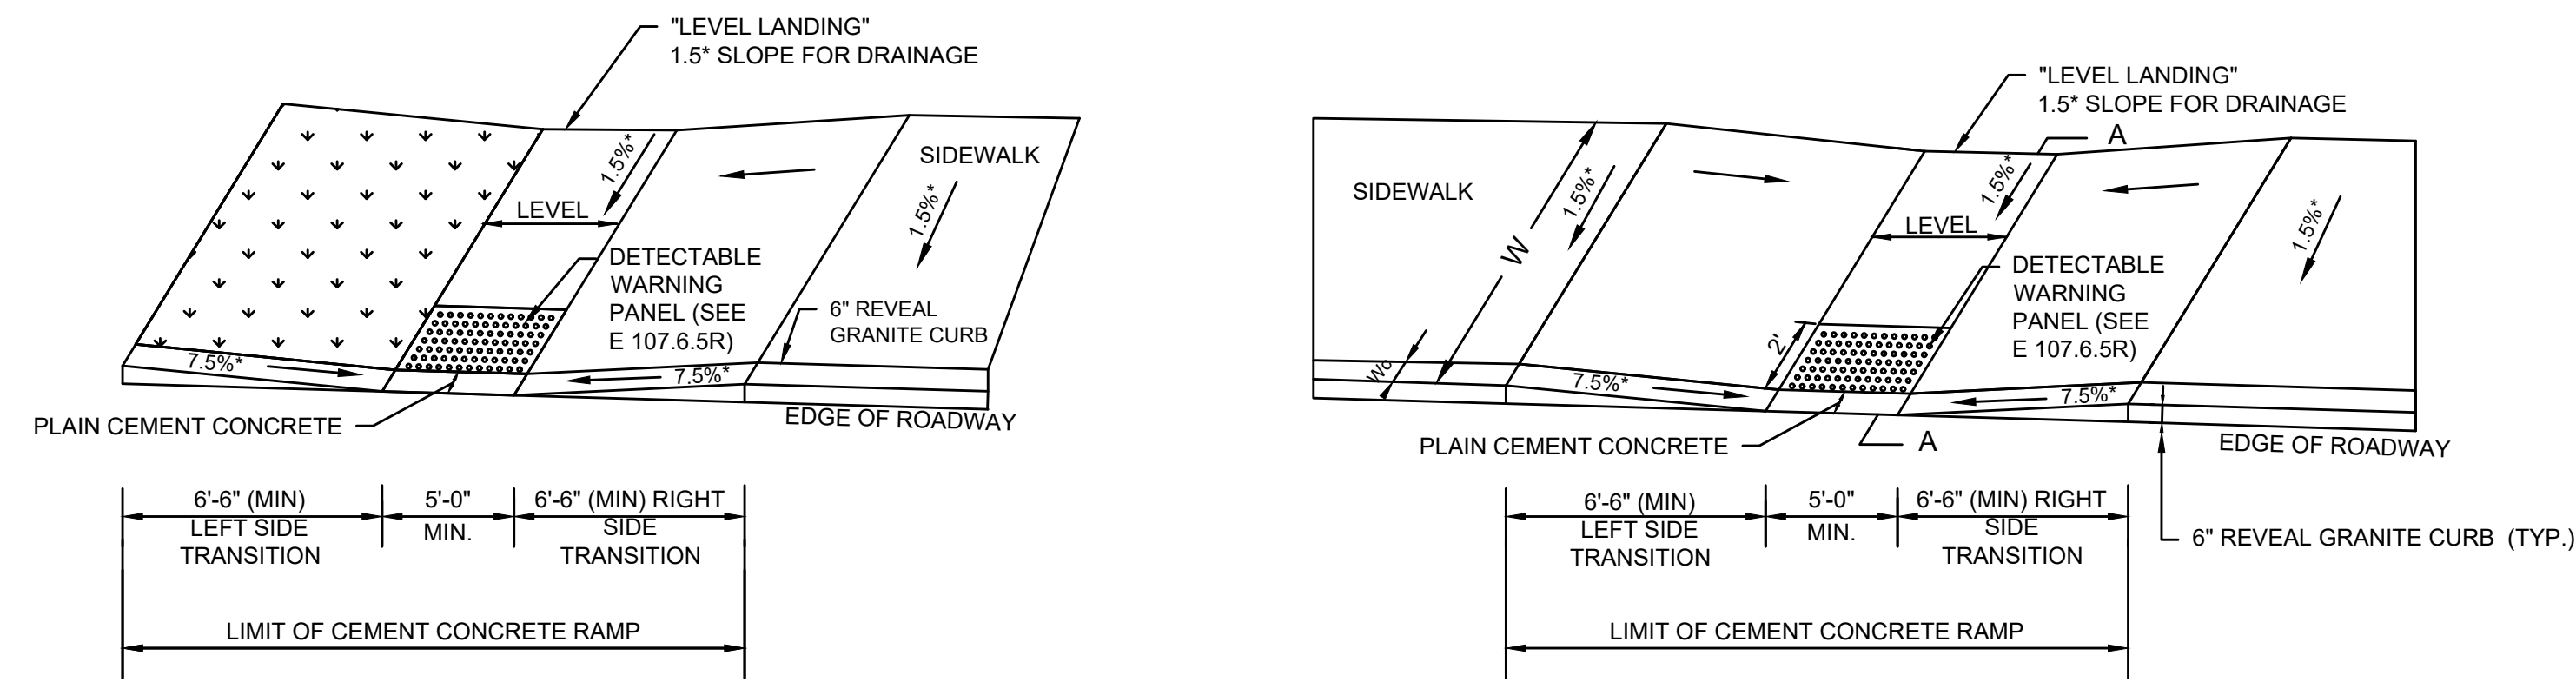 "LEVEL LANDING"
1.5* SLOPE FOR DRAINAGE
1.5%*
SIDEWALK
1.5%*
LEVEL
DETECTABLE
WARNING
PANEL (SEE
E 107.6.5R)
6" REVEAL
GRANITE CURB
7.5%*
7.5%*
EDGE OF ROADWAY
PLAIN CEMENT CONCRETE
6'-6" (MIN)
LEFT SIDE
TRANSITION
5'-0"
MIN.
6'-6" (MIN) RIGHT
SIDE
TRANSITION
LIMIT OF CEMENT CONCRETE RAMP
"LEVEL LANDING"
1.5* SLOPE FOR DRAINAGE
A
SIDEWALK
1.5%*
W
1.5%*
1.5%*
LEVEL
DETECTABLE
WARNING
PANEL (SEE
E 107.6.5R)
2'
7.5%*
7.5%*
PLAIN CEMENT CONCRETE
A
EDGE OF ROADWAY
6'-6" (MIN)
LEFT SIDE
TRANSITION
5'-0"
MIN.
6'-6" (MIN) RIGHT
SIDE
TRANSITION
6" REVEAL GRANITE CURB (TYP.)
LIMIT OF CEMENT CONCRETE RAMP